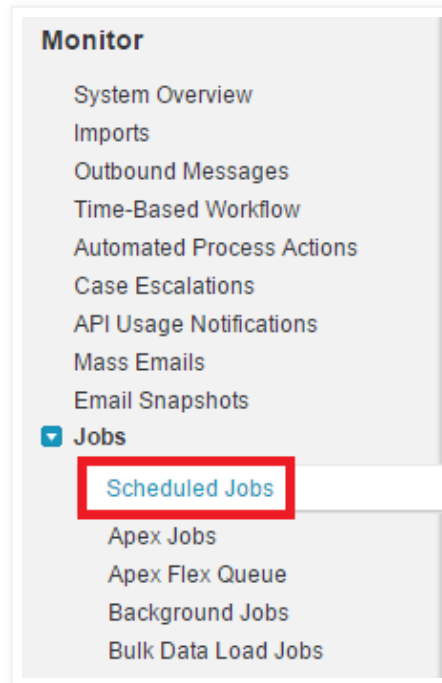 Monitor
System Overview
Imports
Outbound Messages
Time-Based Workflow
Automated Process Actions
Case Escalations
API Usage Notifications
Mass Emails
Email Snapshots
Jobs
Scheduled Jobs
Apex Jobs
Apex Flex Queue
Background Jobs
Bulk Data Load Jobs